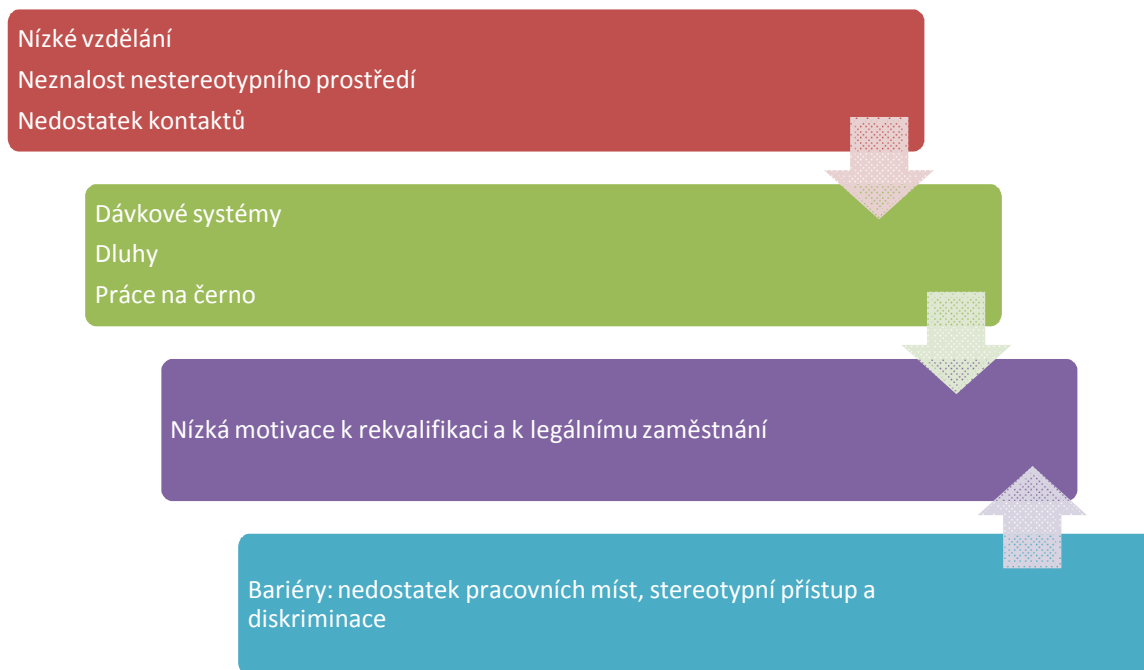 Nízké vzdělání
Neznalost nestereotypního prostředí
Nedostatek kontaktů
Dávkové systémy
Dluhy
Práce na černo
Nízká motivace k rekvalifikaci a k legálnímu zaměstnání
Bariéry: nedostatek pracovních míst, stereotypní přístup a
diskriminace